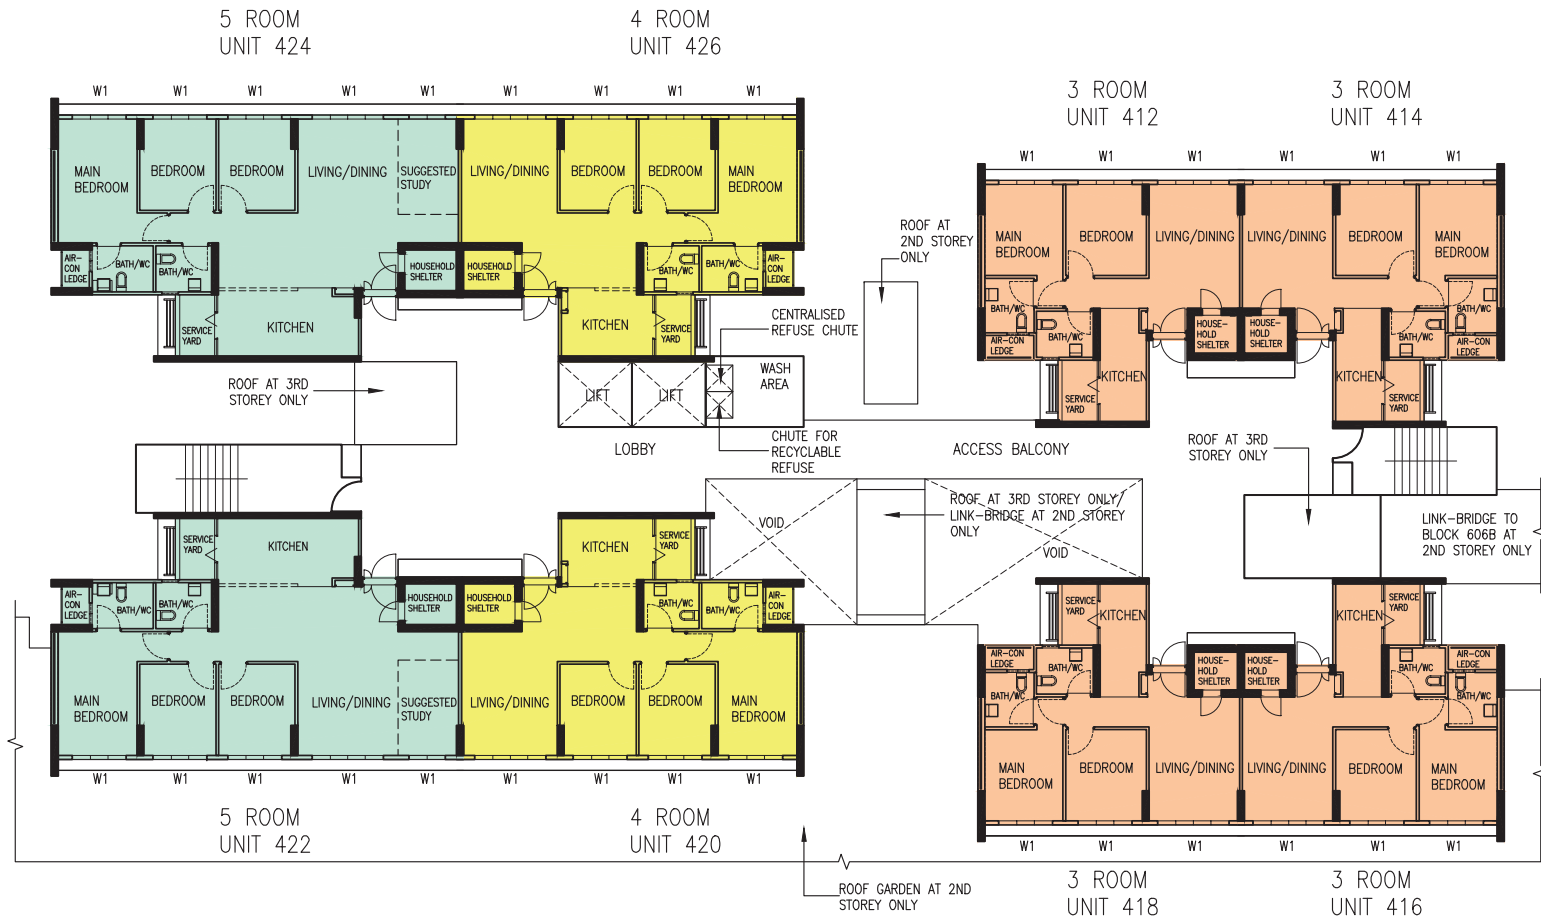 5 ROOM
UNIT 424
4 ROOM
UNIT 426
3 ROOM
UNIT 412
3 ROOM
UNIT 414
W1 W1 W1 W1 W1 W1 W1 W1 W1
MAIN
BEDROOM
BEDROOM
BEDROOM
LIVING/DINING
SUGGESTED
STUDY
LIVING/DINING
BEDROOM
BEDROOM
MAIN
BEDROOM
AIR-
CON
LEDGE
BATH/WC
BATH/WC
HOUSEHOLD
SHELTER
HOUSEHOLD
SHELTER
BATH/WC
BATH/WC
AIR-
CON
LEDGE
SERVICE
YARD
KITCHEN
KITCHEN
SERVICE
YARD
W1 W1 W1 W1 W1 W1
MAIN
BEDROOM
BEDROOM
LIVING/DINING
LIVING/DINING
BEDROOM
MAIN
BEDROOM
BATH/WC
BATH/WC
AIR-CON
LEDGE
HOUSE-
HOLD
SHELTER
HOUSE-
HOLD
SHELTER
BATH/WC
BATH/WC
AIR-CON
LEDGE
SERVICE
YARD
KITCHEN
KITCHEN
SERVICE
YARD
ROOF AT
2ND STOREY
ONLY
CENTRALISED
REFUSE CHUTE
WASH
AREA
ROOF AT 3RD
STOREY ONLY
LIFT
LIFT
LOBBY
CHUTE FOR
RECYCLABLE
REFUSE
ACCESS BALCONY
ROOF AT 3RD
STOREY ONLY
VOID
ROOF AT 3RD STOREY ONLY/
LINK-BRIDGE AT 2ND STOREY
ONLY
VOID
LINK-BRIDGE TO
BLOCK 606B AT
2ND STOREY ONLY
SERVICE
YARD
KITCHEN
KITCHEN
SERVICE
YARD
AIR-
CON
LEDGE
BATH/WC
BATH/WC
HOUSEHOLD
SHELTER
HOUSEHOLD
SHELTER
BATH/WC
BATH/WC
AIR-
CON
LEDGE
MAIN
BEDROOM
BEDROOM
BEDROOM
LIVING/DINING
SUGGESTED
STUDY
LIVING/DINING
BEDROOM
BEDROOM
MAIN
BEDROOM
W1 W1 W1 W1 W1 W1 W1 W1 W1
SERVICE
YARD
KITCHEN
KITCHEN
SERVICE
YARD
AIR-CON
LEDGE
BATH/WC
BATH/WC
HOUSE-
HOLD
SHELTER
HOUSE-
HOLD
SHELTER
BATH/WC
AIR-CON
LEDGE
BATH/WC
MAIN
BEDROOM
BEDROOM
LIVING/DINING
LIVING/DINING
BEDROOM
MAIN
BEDROOM
W1 W1 W1 W1 W1 W1
5 ROOM
UNIT 422
4 ROOM
UNIT 420
ROOF GARDEN AT 2ND
STOREY ONLY
3 ROOM
UNIT 418
3 ROOM
UNIT 416